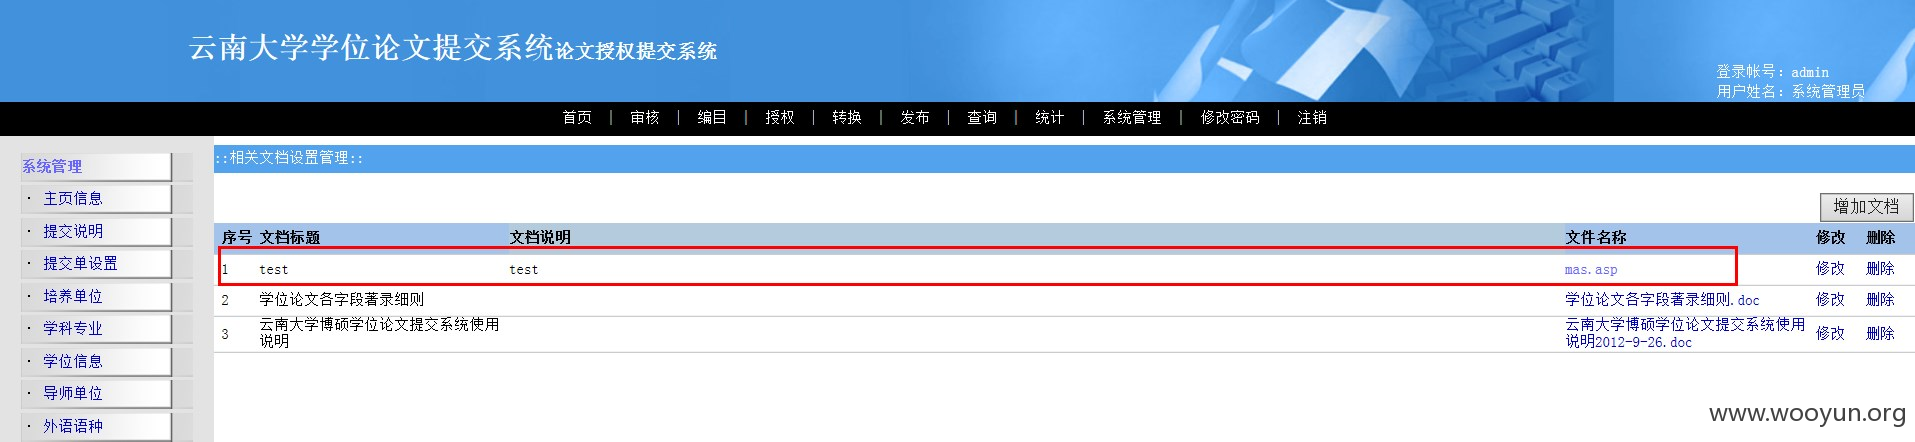 云南大学学位论文提交系统论文授权提交系统
登录帐号：admin
用户姓名：系统管理员
首页 | 审核 | 编目 | 授权 | 转换 | 发布 | 查询 | 统计 | 系统管理 | 修改密码 | 注销
系统管理
· 主页信息
· 提交说明
· 提交单设置
· 培养单位
· 学科专业
· 学位信息
· 导师单位
· 外语语种
::相关文档设置管理::
增加文档
序号 文档标题 文档说明 文件名称 修改 删除
1 test test mas.asp 修改 删除
2 学位论文各字段著录细则 学位论文各字段著录细则.doc 修改 删除
3 云南大学博硕学位论文提交系统使用 云南大学博硕学位论文提交系统使用 修改 删除
说明 说明2012-9-26.doc
www.wooyun.org